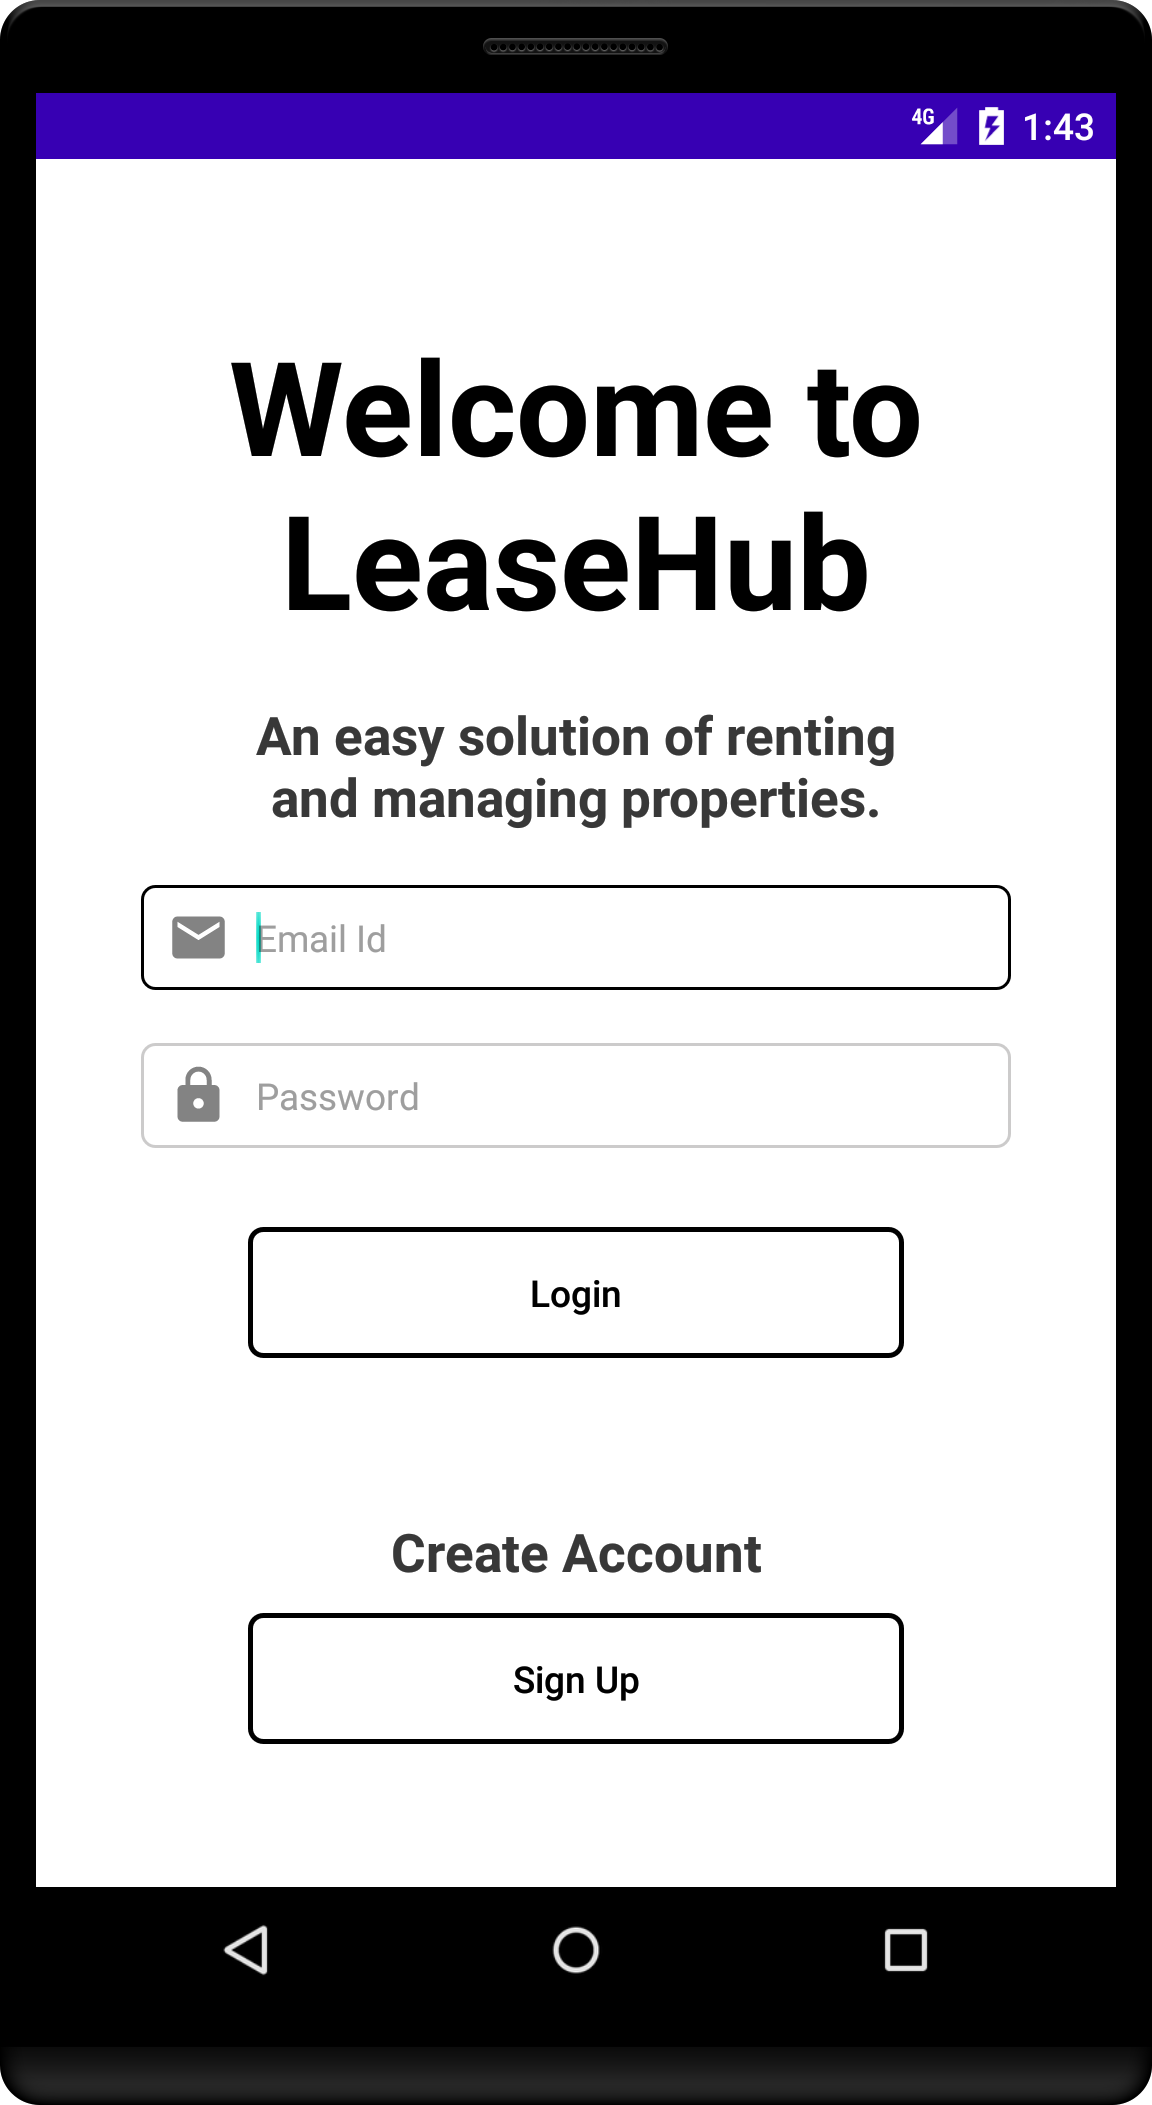 4G 1:43
Welcome to
LeaseHub
An easy solution of renting
and managing properties.
Email Id
Password
Login
Create Account
Sign Up